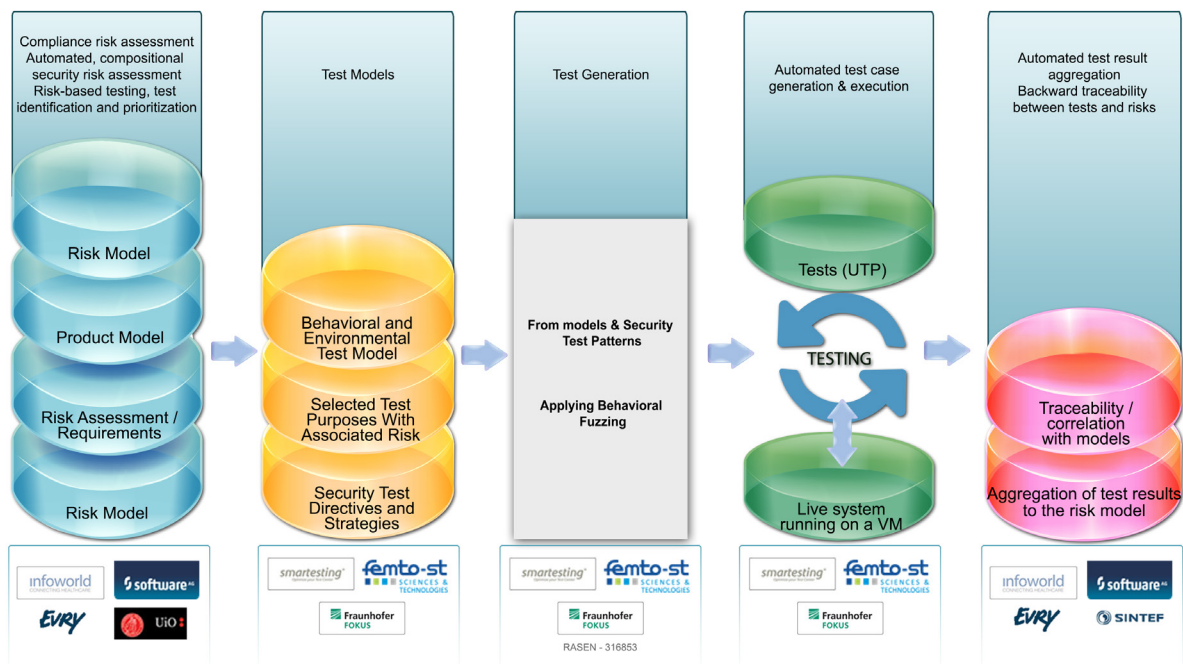 Compliance risk assessment
Automated, compositional
security risk assessment
Risk-based testing, test
identification and prioritization
Risk Model
Product Model
Risk Assessment /
Requirements
Risk Model
Test Models
Behavioral and
Environmental
Test Model
Selected Test
Purposes With
Associated Risk
Security Test
Directives and
Strategies
Test Generation
From models & Security
Test Patterns
Applying Behavioral
Fuzzing
Automated test case
generation & execution
Tests (UTP)
TESTING
Live system
running on a VM
Automated test result
aggregation
Backward traceability
between tests and risks
Traceability /
correlation
with models
Aggregation of test results
to the risk model
infoworld
CONNECTING HEALTHCARE
software AG
EVRY
UiO
smartesting
femto-st
SCIENCES &
TECHNOLOGIES
Fraunhofer
FOKUS
smartesting
femto-st
SCIENCES &
TECHNOLOGIES
Fraunhofer
FOKUS
RASEN - 316853
smartesting
femto-st
SCIENCES &
TECHNOLOGIES
Fraunhofer
FOKUS
infoworld
CONNECTING HEALTHCARE
software AG
EVRY
SINTEF